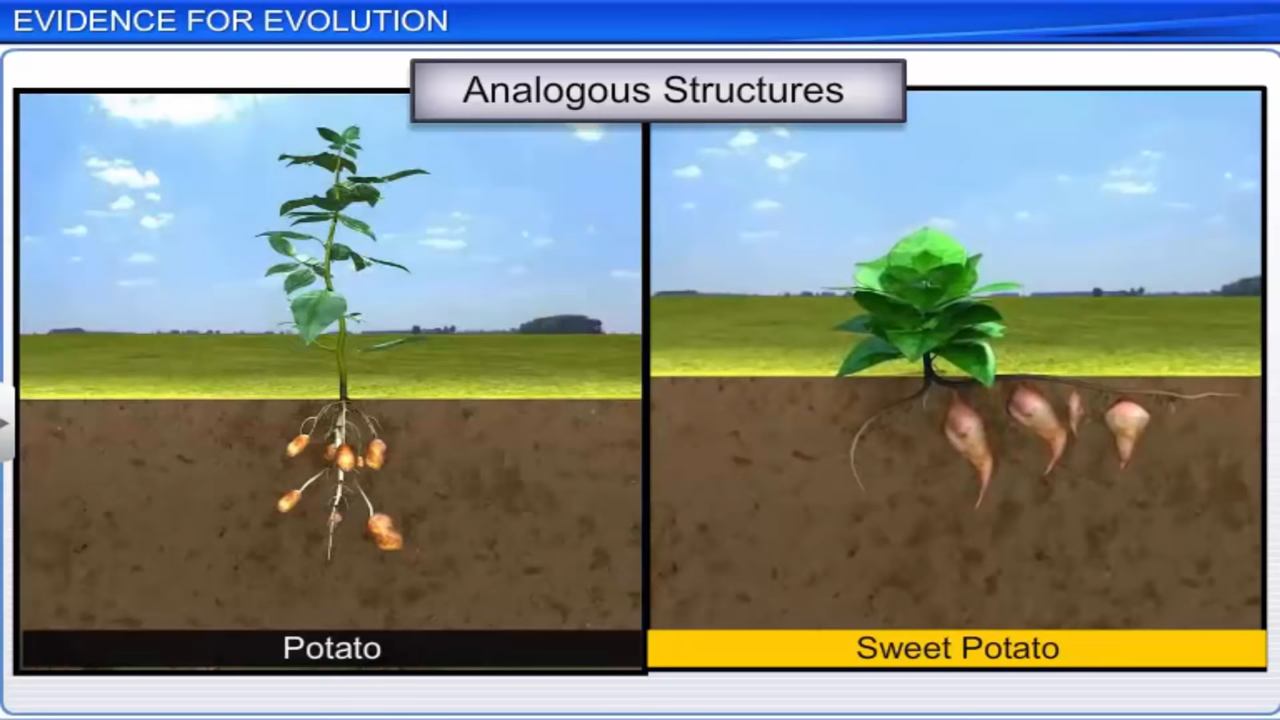 EVIDENCE FOR EVOLUTION
Analogous Structures
Potato
Sweet Potato